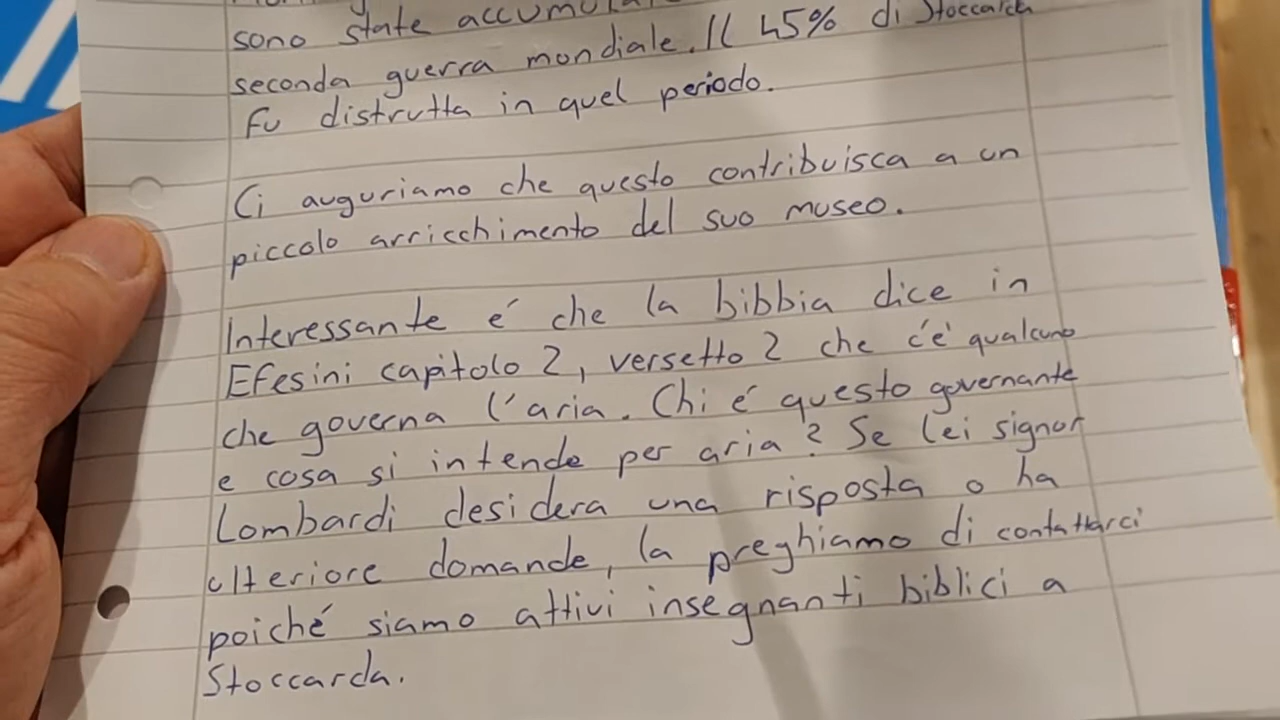 sono state accumulate
seconda guerra mondiale. Il 45% di Stoccarda
fu distrutta in quel periodo.
Ci auguriamo che questo contribuisca a un
piccolo arricchimento del suo museo.
Interessante é che la bibbia dice in
Efesini capitolo 2, versetto 2 che c'é qualcuno
che governa l'aria. Chi é questo governante
e cosa si intende per aria? Se lei signor
Lombardi desidera una risposta o ha
ulteriore domande, la preghiamo di contattarci
poiché siamo attivi insegnanti biblici a
Stoccarda.